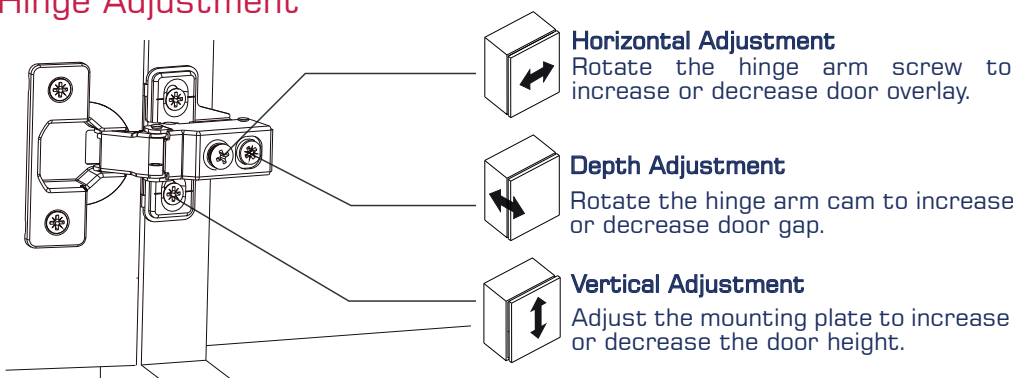 Hinge Adjustment
Horizontal Adjustment
Rotate the hinge arm screw to
increase or decrease door overlay.
Depth Adjustment
Rotate the hinge arm cam to increase
or decrease door gap.
Vertical Adjustment
Adjust the mounting plate to increase
or decrease the door height.